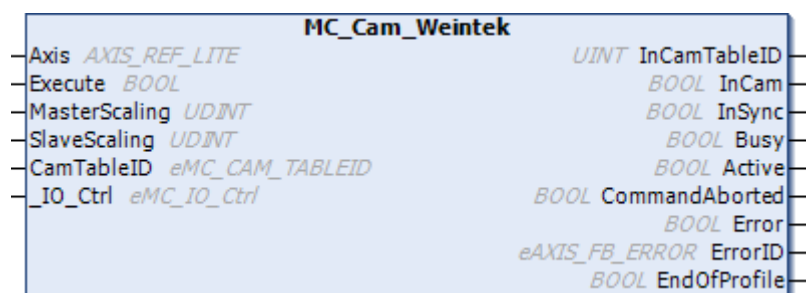 MC_Cam_Weintek
Axis AXIS_REF_LITE UINT InCamTableID
Execute BOOL BOOL InCam
MasterScaling UDINT BOOL InSync
SlaveScaling UDINT BOOL Busy
CamTableID eMC_CAM_TABLEID BOOL Active
_IO_Ctrl eMC_IO_Ctrl BOOL CommandAborted
BOOL Error
eAXIS_FB_ERROR ErrorID
BOOL EndOfProfile